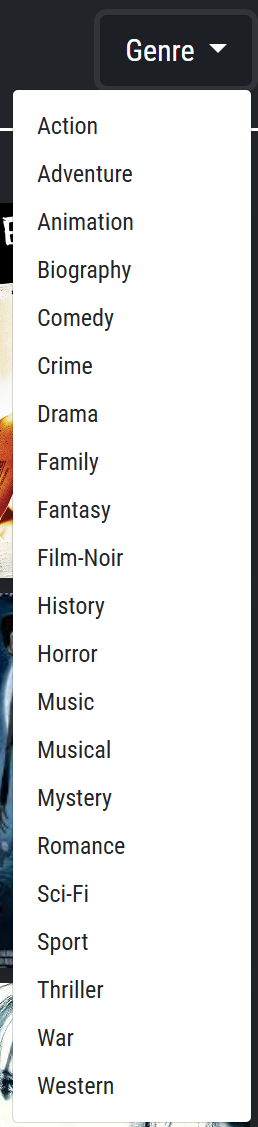 Genre
Action
Adventure
Animation
Biography
Comedy
Crime
Drama
Family
Fantasy
Film-Noir
History
Horror
Music
Musical
Mystery
Romance
Sci-Fi
Sport
Thriller
War
Western